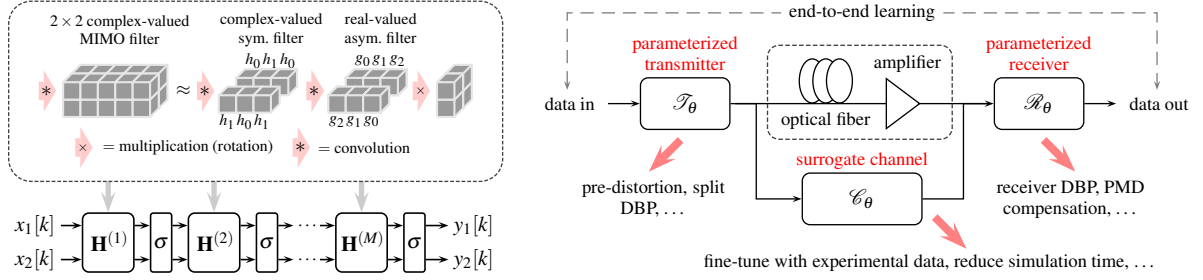 2 × 2 complex-valued
MIMO filter
complex-valued
sym. filter
real-valued
asym. filter
h₀ h₁ h₀
g₀ g₁ g₂
* ≈ * * ×
h₁ h₀ h₁
g₂ g₁ g₀
× = multiplication (rotation)
* = convolution
x₁[k]
x₂[k]
H⁽¹⁾
σ
H⁽²⁾
σ
···
···
H⁽ᴹ⁾
σ
y₁[k]
y₂[k]
end-to-end learning
parameterized
transmitter
amplifier
parameterized
receiver
data in
𝒯_θ
optical fiber
ℛ_θ
data out
surrogate channel
𝒞_θ
pre-distortion, split
DBP, …
receiver DBP, PMD
compensation, …
fine-tune with experimental data, reduce simulation time, …